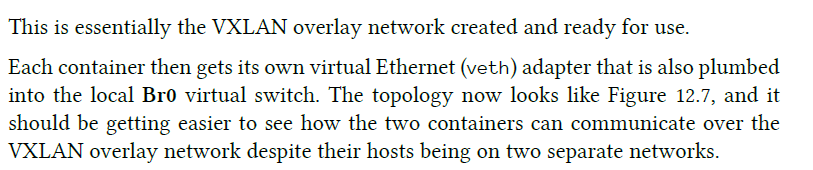 This is essentially the VXLAN overlay network created and ready for use.
Each container then gets its own virtual Ethernet (veth) adapter that is also plumbed
into the local Br0 virtual switch. The topology now looks like Figure 12.7, and it
should be getting easier to see how the two containers can communicate over the
VXLAN overlay network despite their hosts being on two separate networks.